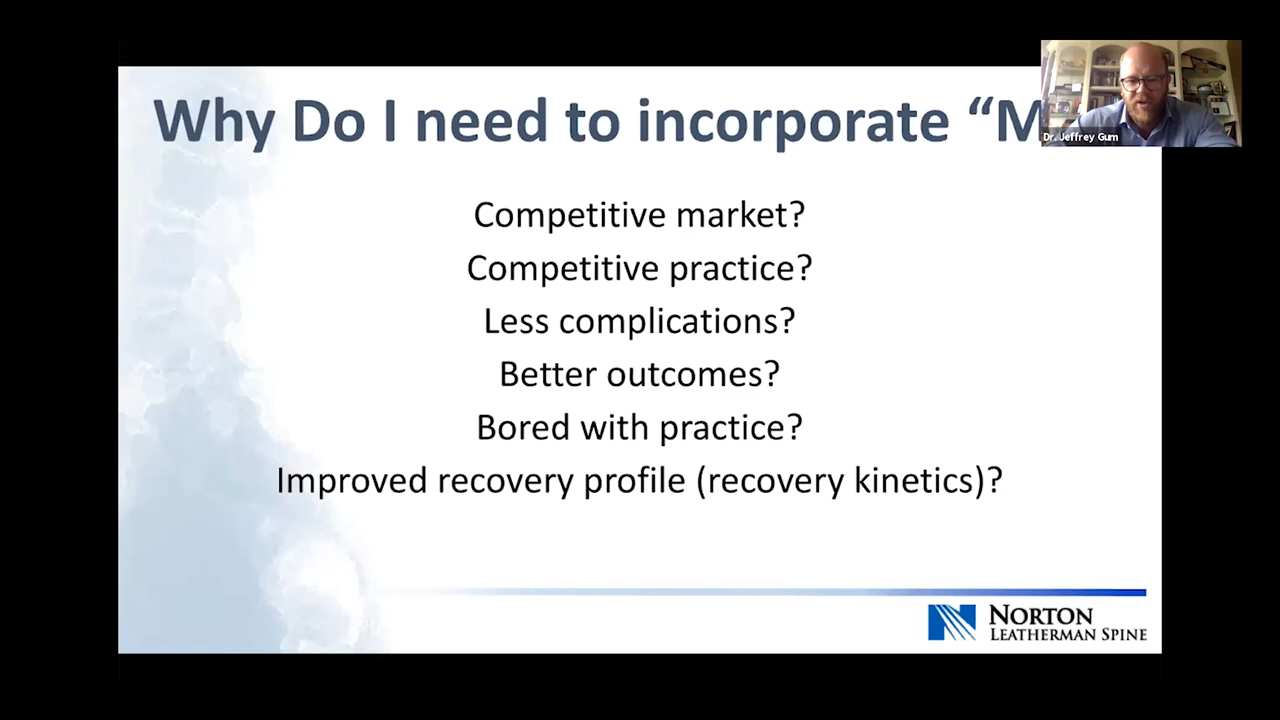 Why Do I need to incorporate “M
Dr. Jeffrey Gum
Competitive market?
Competitive practice?
Less complications?
Better outcomes?
Bored with practice?
Improved recovery profile (recovery kinetics)?
NORTON
LEATHERMAN SPINE